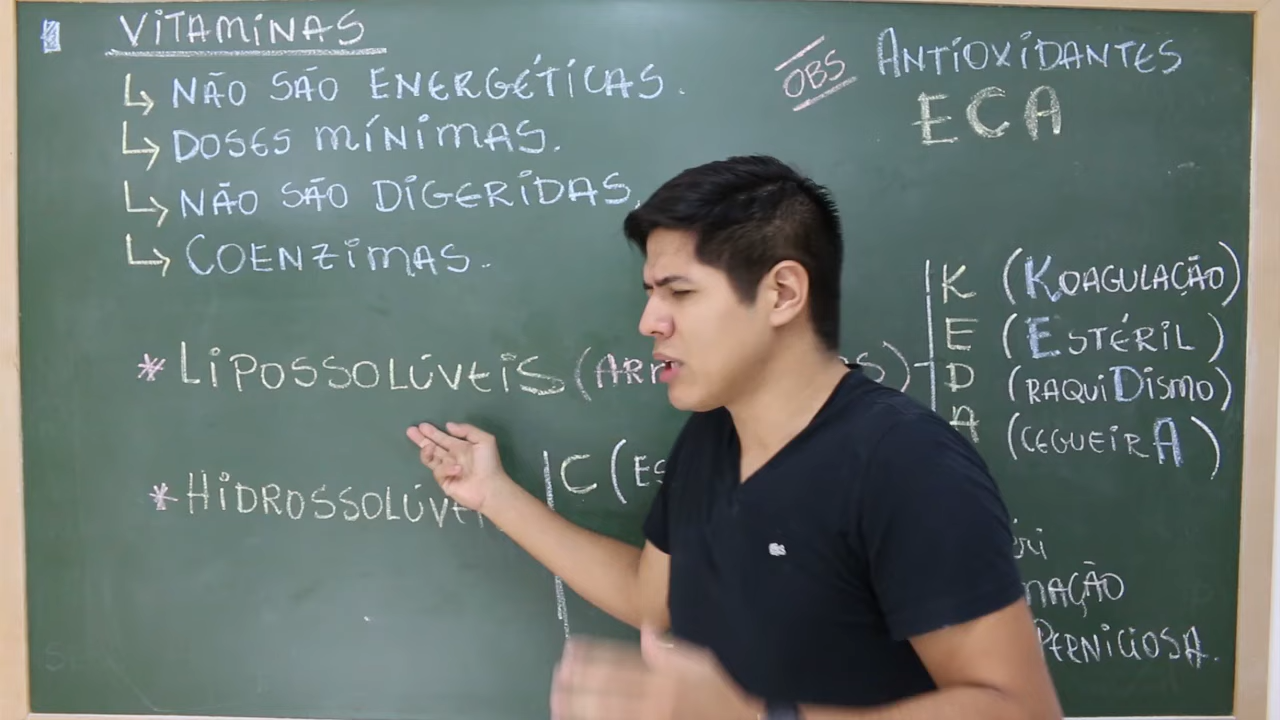 VITAMINAS
↳ NÃO SÃO ENERGÉTICAS.
↳ DOSES MÍNIMAS.
↳ NÃO SÃO DIGERIDAS.
↳ COENZIMAS.
OBS ANTIOXIDANTES
ECA
* LIPOSSOLÚVEIS
K (KOAGULAÇÃO)
E (ESTÉRIL)
D (RAQUIDISMO)
A (CEGUEIRA)
* HIDROSSOLÚVE
C (ES
PERNICIOSA.